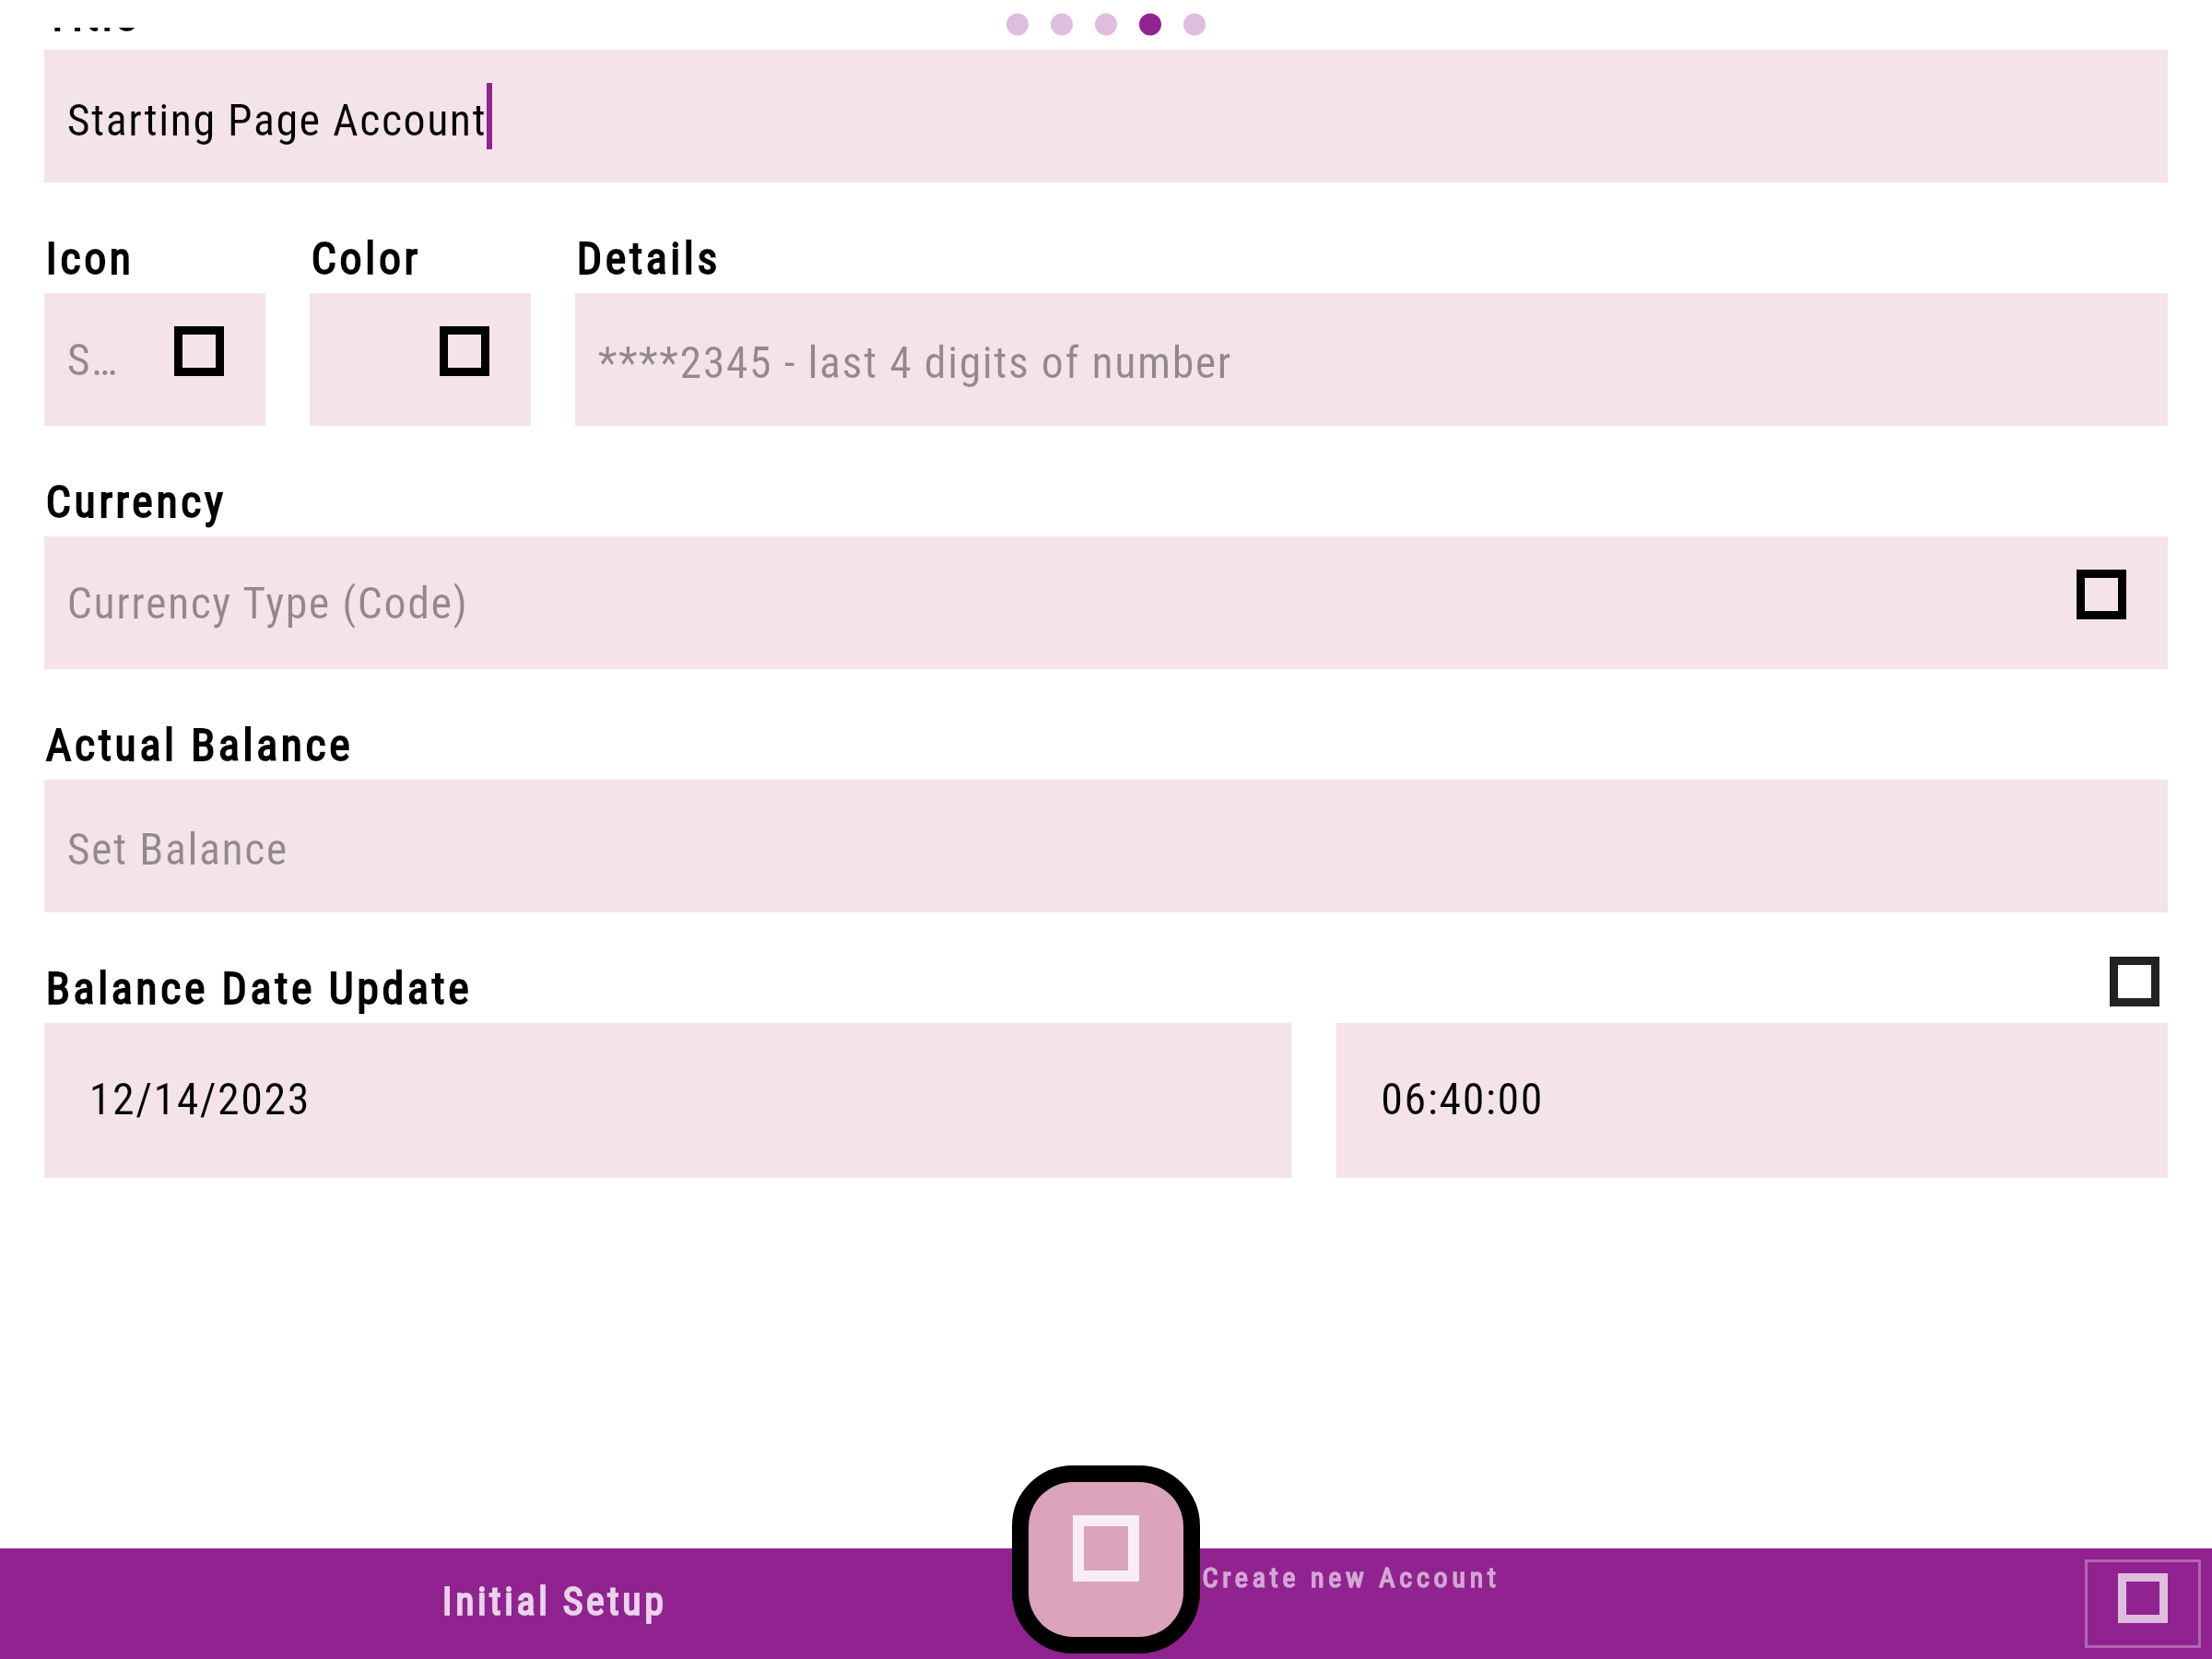 Title
Starting Page Account
Icon Color Details
S… ****2345 - last 4 digits of number
Currency
Currency Type (Code)
Actual Balance
Set Balance
Balance Date Update
12/14/2023 06:40:00
Initial Setup Create new Account